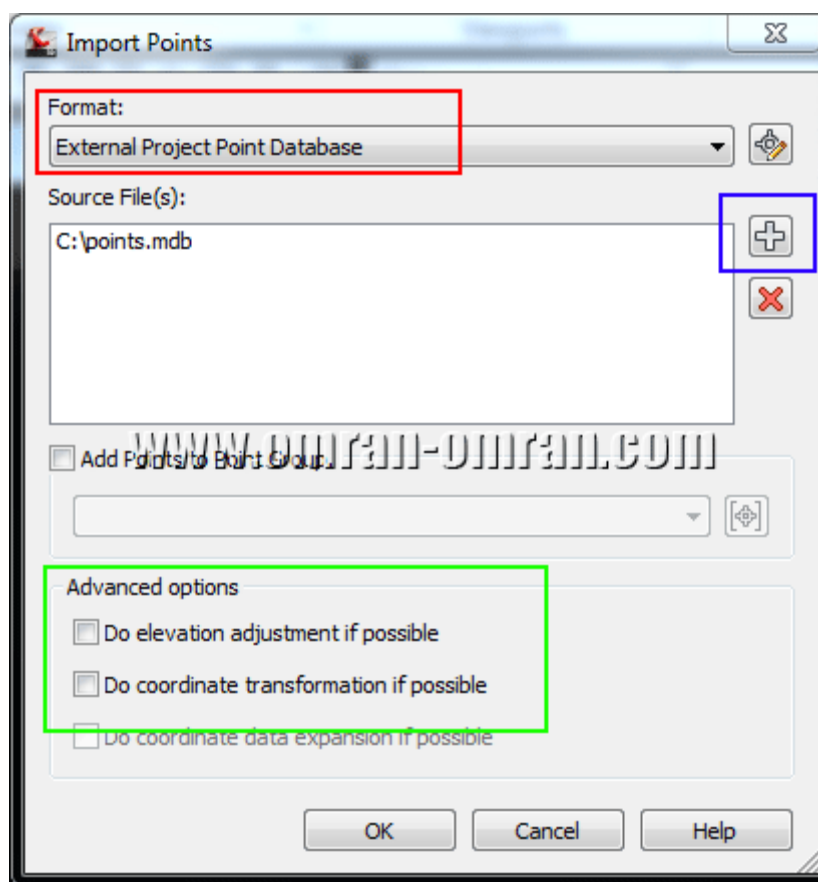 Import Points
Format:
External Project Point Database
Source File(s):
C:\points.mdb
Add Points to Point Group.
www.omran-omran.com
Advanced options
Do elevation adjustment if possible
Do coordinate transformation if possible
Do coordinate data expansion if possible
OK
Cancel
Help